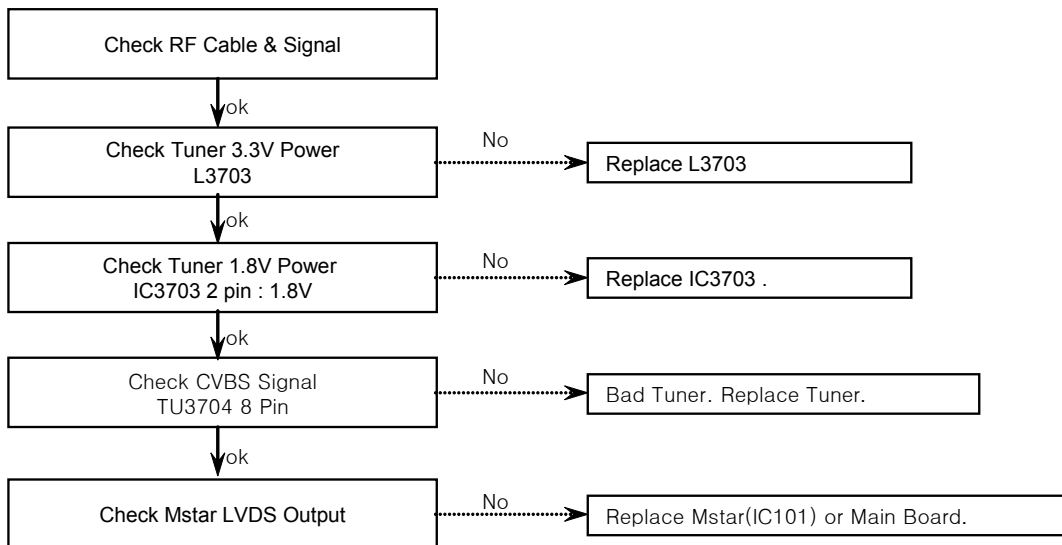 Check RF Cable & Signal
ok
Check Tuner 3.3V Power
L3703
No
Replace L3703
ok
Check Tuner 1.8V Power
IC3703 2 pin : 1.8V
No
Replace IC3703 .
ok
Check CVBS Signal
TU3704 8 Pin
No
Bad Tuner. Replace Tuner.
ok
Check Mstar LVDS Output
No
Replace Mstar(IC101) or Main Board.